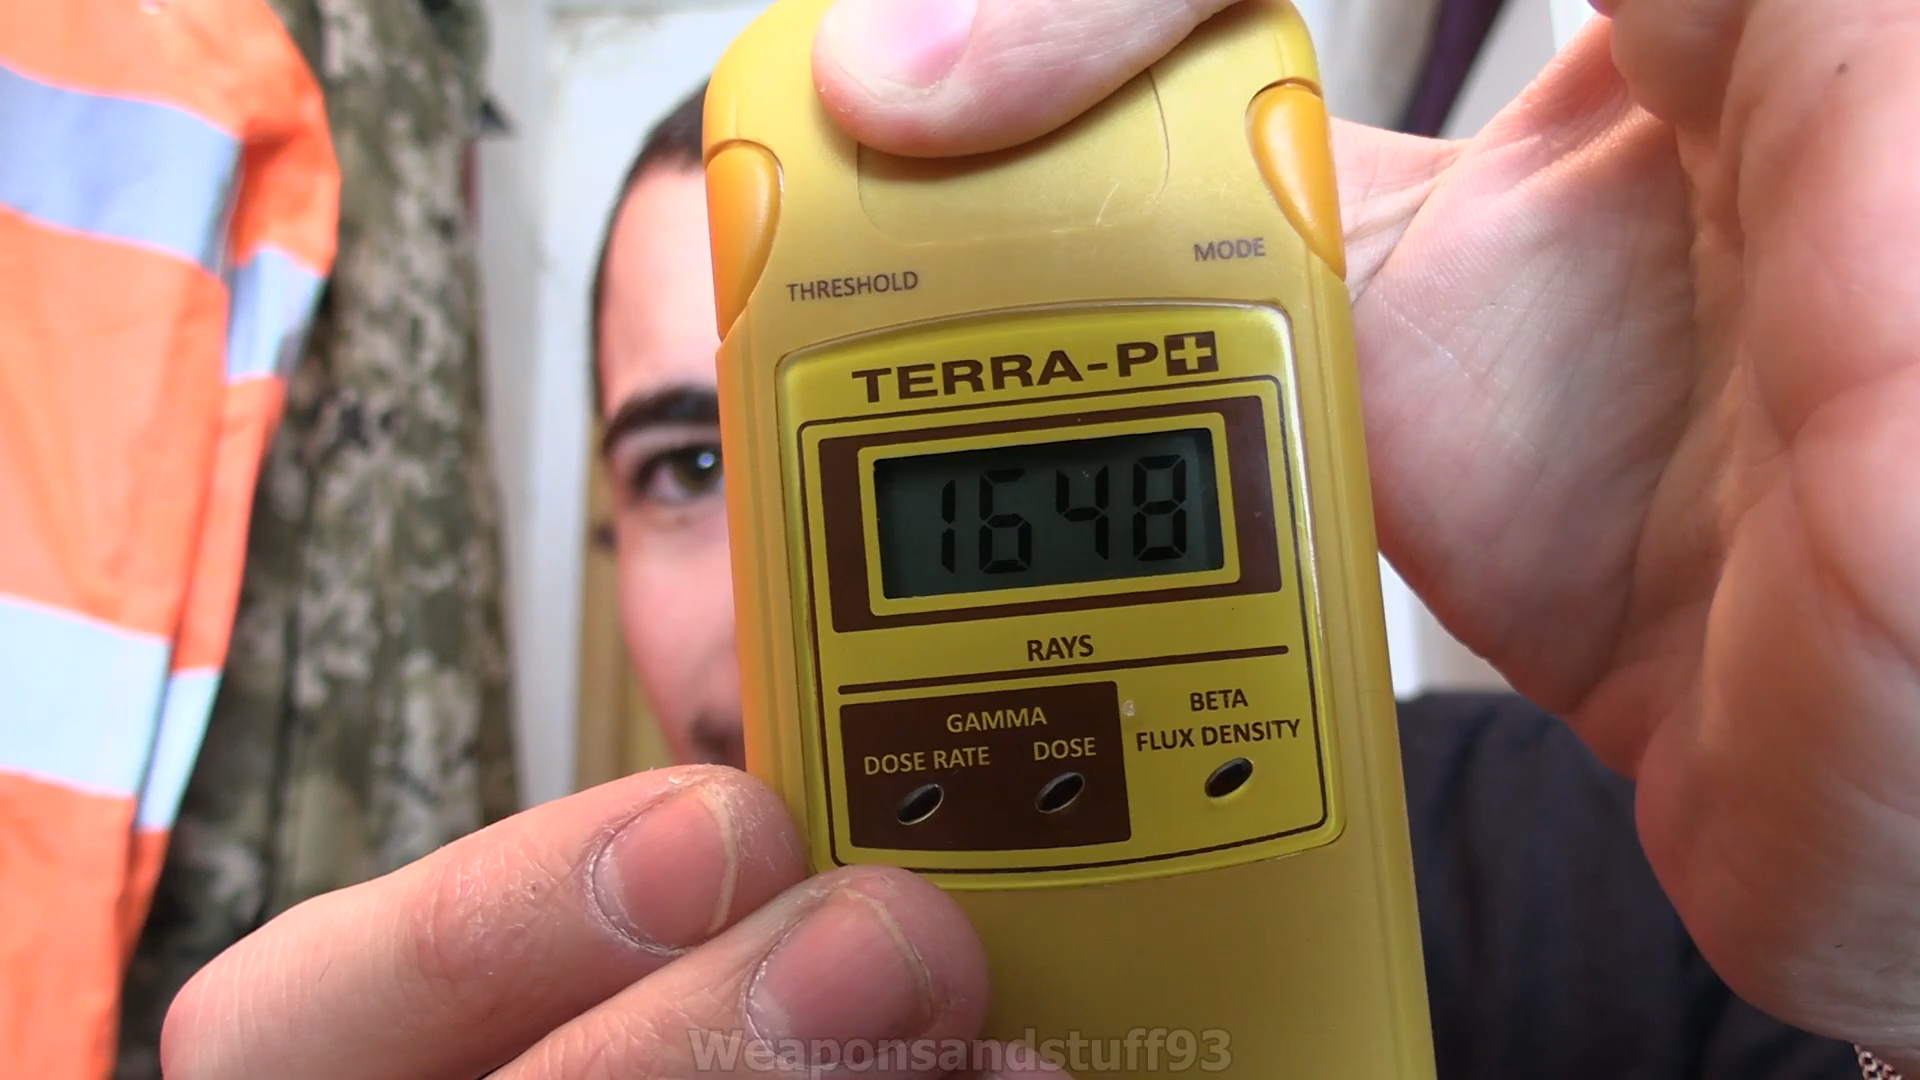 THRESHOLD
MODE
TERRA-P+
1648
RAYS
GAMMA
DOSE RATE
DOSE
BETA
FLUX DENSITY
Weaponsandstuff93